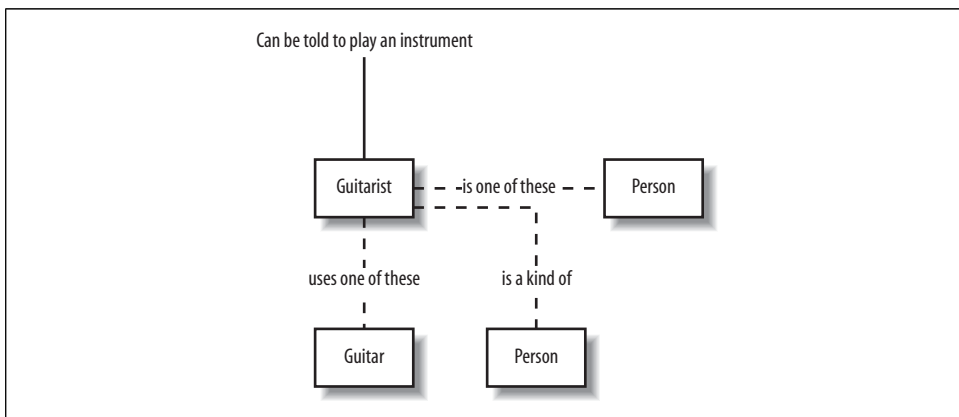 Can be told to play an instrument
Guitarist
is one of these
Person
uses one of these
is a kind of
Guitar
Person